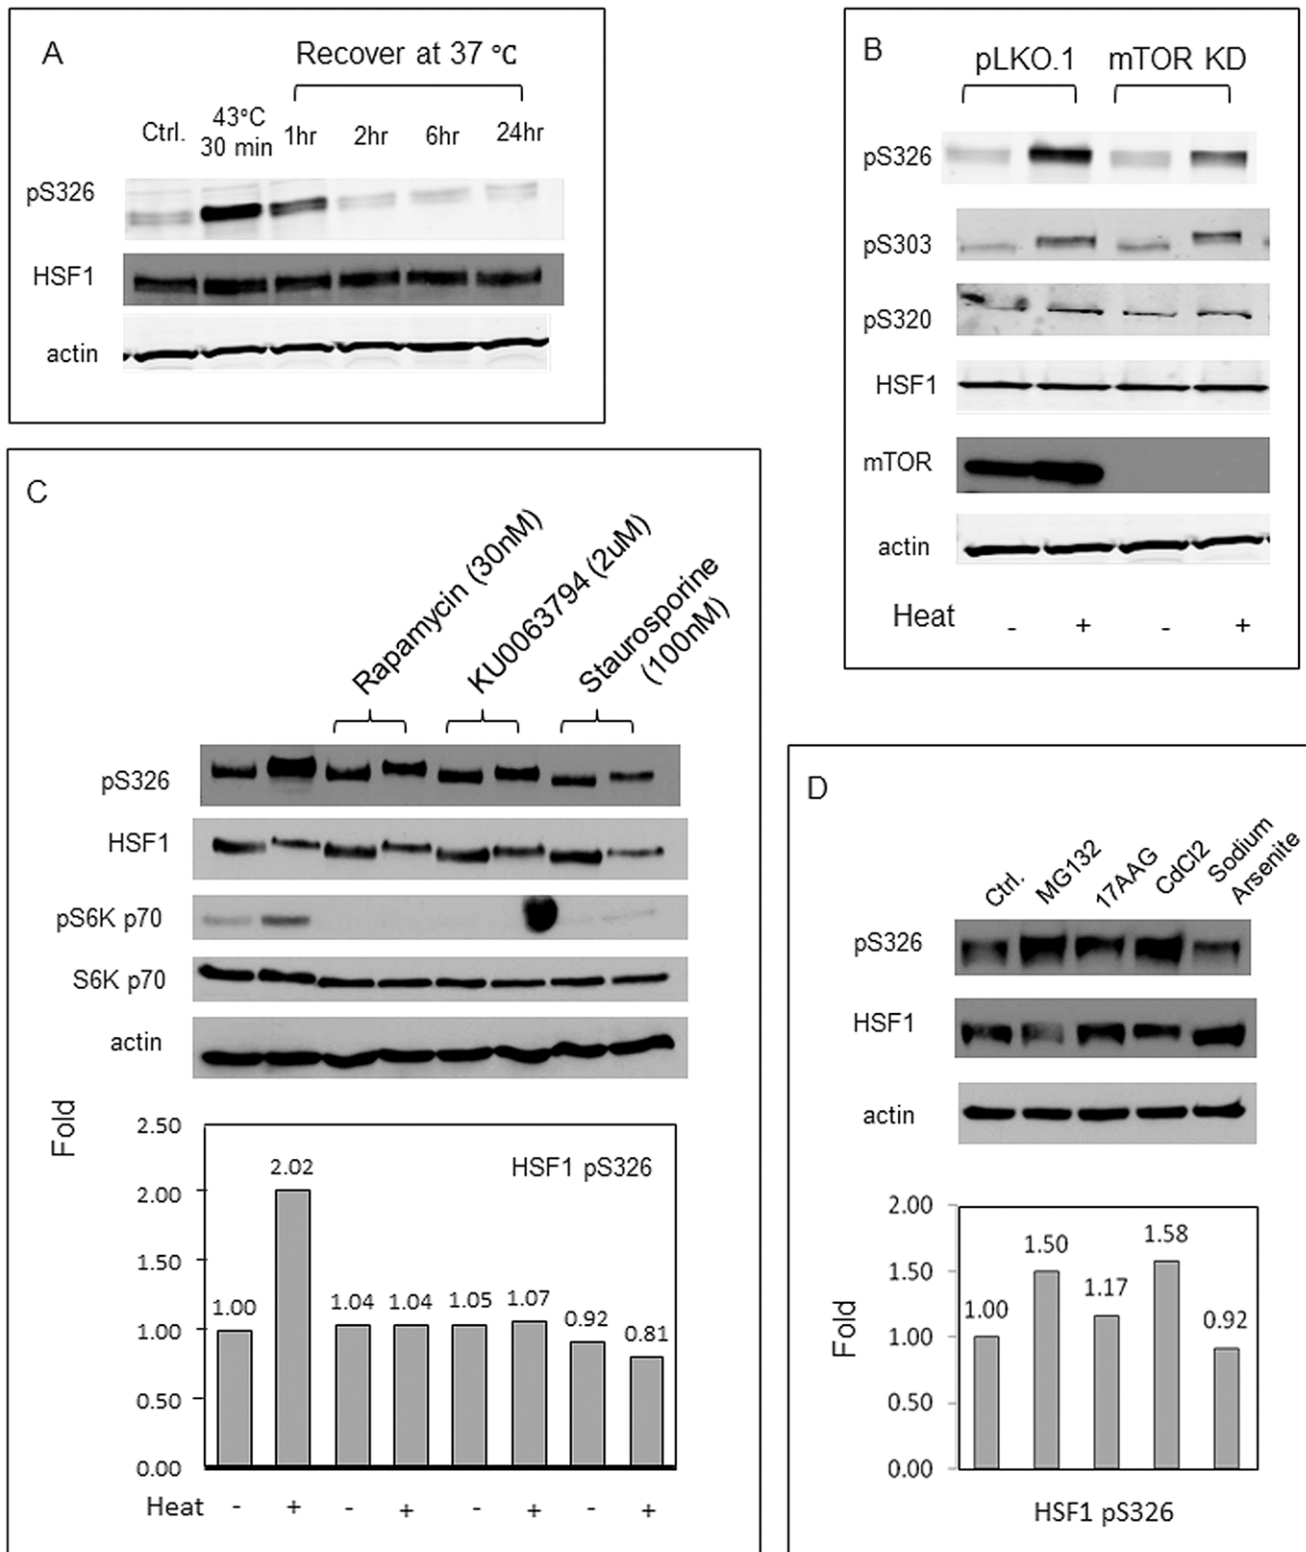 A
Recover at 37 °C
Ctrl.
43°C
30 min
1hr
2hr
6hr
24hr
pS326
HSF1
actin
B
pLKO.1
mTOR KD
pS326
pS303
pS320
HSF1
mTOR
actin
Heat - + - +
C
Rapamycin (30nM)
KU0063794 (2uM)
Staurosporine
(100nM)
pS326
HSF1
pS6K p70
S6K p70
actin
Fold
HSF1 pS326
2.50
2.00
1.50
1.00
0.50
0.00
1.00
2.02
1.04
1.04
1.05
1.07
0.92
0.81
Heat - + - + - + - +
D
Ctrl.
MG132
17AAG
CdCl2
Sodium
Arsenite
pS326
HSF1
actin
Fold
2.00
1.50
1.00
0.50
0.00
1.00
1.50
1.17
1.58
0.92
HSF1 pS326